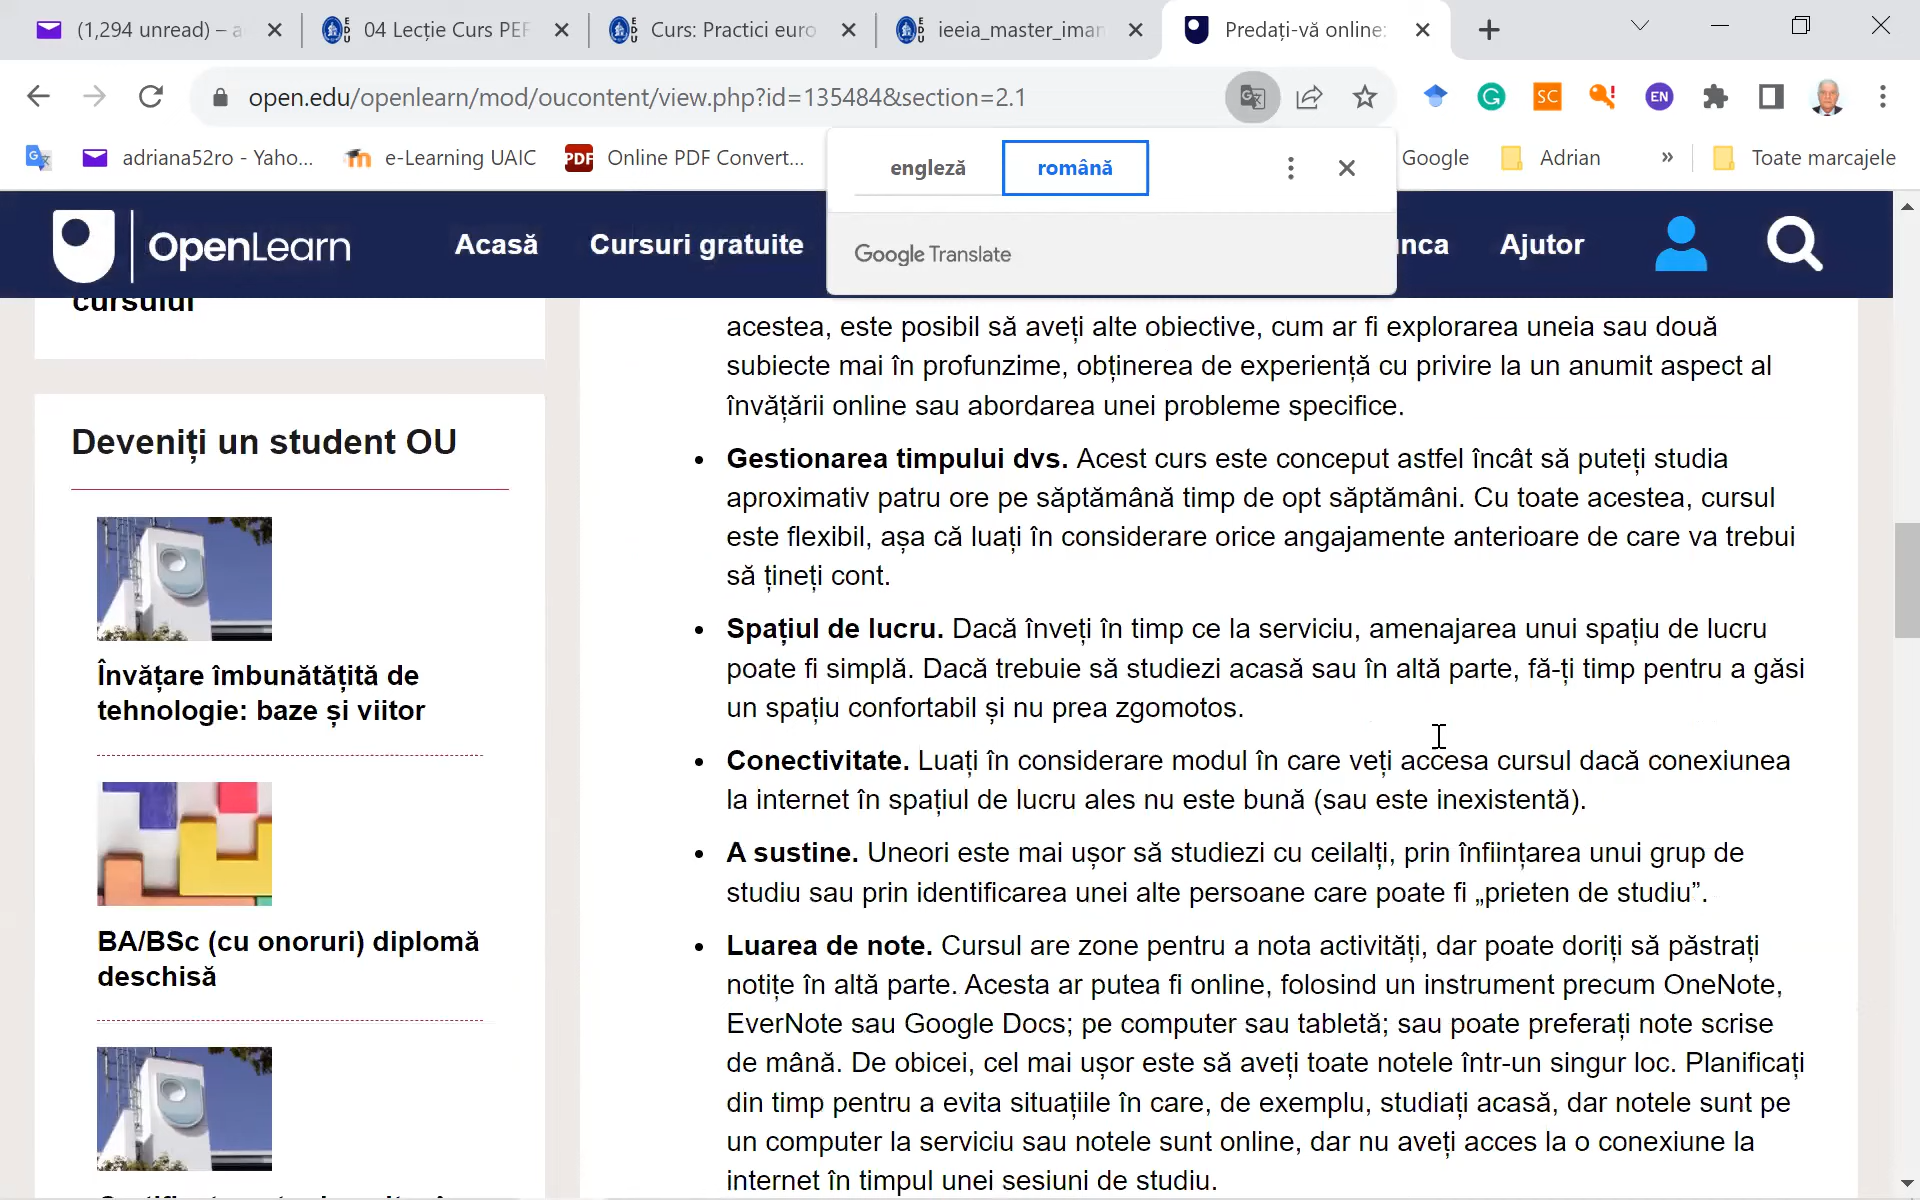 (1,294 unread) – a
04 Lecție Curs PER
Curs: Practici euro
ieeia_master_imar
Predați-vă online:
open.edu/openlearn/mod/oucontent/view.php?id=135484&section=2.1
SC
EN
adriana52ro - Yaho...
e-Learning UAIC
PDF
Online PDF Convert...
Google
Adrian
»
Toate marcajele
engleză
română
Google Translate
OpenLearn
Acasă
Cursuri gratuite
Ajutor
cursului
Deveniți un student OU
Învățare îmbunătățită de
tehnologie: baze și viitor
BA/BSc (cu onoruri) diplomă
deschisă
acestea, este posibil să aveți alte obiective, cum ar fi explorarea uneia sau două
subiecte mai în profunzime, obținerea de experiență cu privire la un anumit aspect al
învățării online sau abordarea unei probleme specifice.
• Gestionarea timpului dvs. Acest curs este conceput astfel încât să puteți studia
aproximativ patru ore pe săptămână timp de opt săptămâni. Cu toate acestea, cursul
este flexibil, așa că luați în considerare orice angajamente anterioare de care va trebui
să țineți cont.
• Spațiul de lucru. Dacă înveți în timp ce la serviciu, amenajarea unui spațiu de lucru
poate fi simplă. Dacă trebuie să studiezi acasă sau în altă parte, fă-ți timp pentru a găsi
un spațiu confortabil și nu prea zgomotos.
• Conectivitate. Luați în considerare modul în care veți accesa cursul dacă conexiunea
la internet în spațiul de lucru ales nu este bună (sau este inexistentă).
• A sustine. Uneori este mai ușor să studiezi cu ceilalți, prin înființarea unui grup de
studiu sau prin identificarea unei alte persoane care poate fi „prieten de studiu”.
• Luarea de note. Cursul are zone pentru a nota activități, dar poate doriți să păstrați
notițe în altă parte. Acesta ar putea fi online, folosind un instrument precum OneNote,
EverNote sau Google Docs; pe computer sau tabletă; sau poate preferați note scrise
de mână. De obicei, cel mai ușor este să aveți toate notele într-un singur loc. Planificați
din timp pentru a evita situațiile în care, de exemplu, studiați acasă, dar notele sunt pe
un computer la serviciu sau notele sunt online, dar nu aveți acces la o conexiune la
internet în timpul unei sesiuni de studiu.